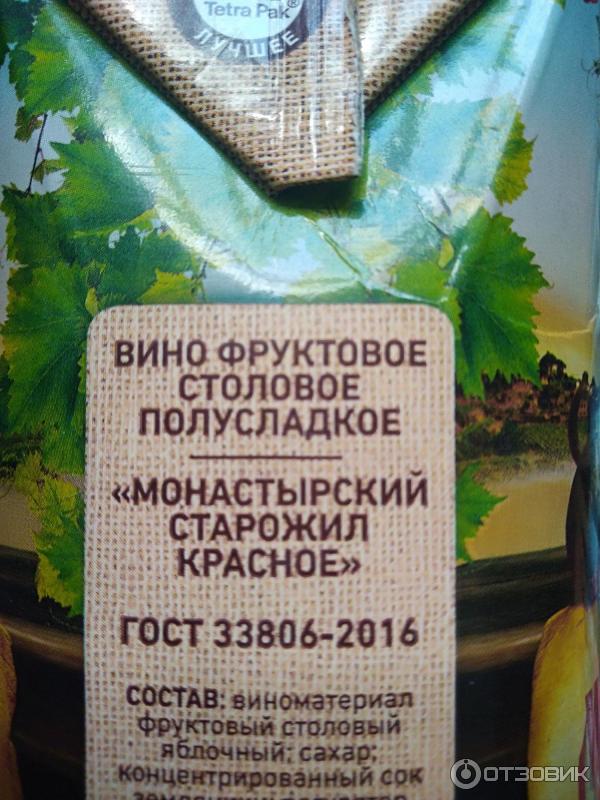 Tetra Pak®
ЛУЧШЕЕ
ВИНО ФРУКТОВОЕ
СТОЛОВОЕ
ПОЛУСЛАДКОЕ
«МОНАСТЫРСКИЙ
СТАРОЖИЛ
КРАСНОЕ»
ГОСТ 33806-2016
СОСТАВ: виноматериал
фруктовый столовый
яблочный; сахар;
концентрированный сок
ОТЗОВИК